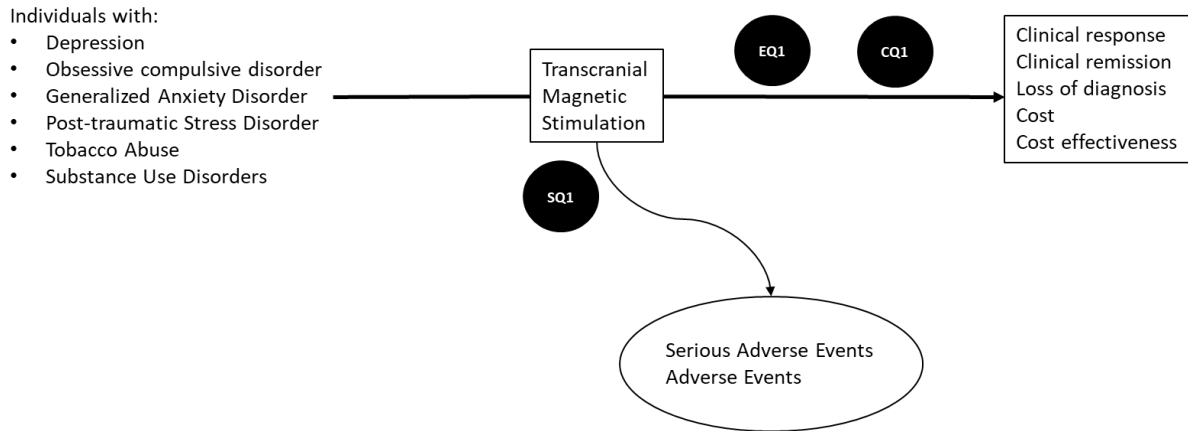 Individuals with:
• Depression
• Obsessive compulsive disorder
• Generalized Anxiety Disorder
• Post-traumatic Stress Disorder
• Tobacco Abuse
• Substance Use Disorders
Transcranial
Magnetic
Stimulation
EQ1
CQ1
SQ1
Clinical response
Clinical remission
Loss of diagnosis
Cost
Cost effectiveness
Serious Adverse Events
Adverse Events